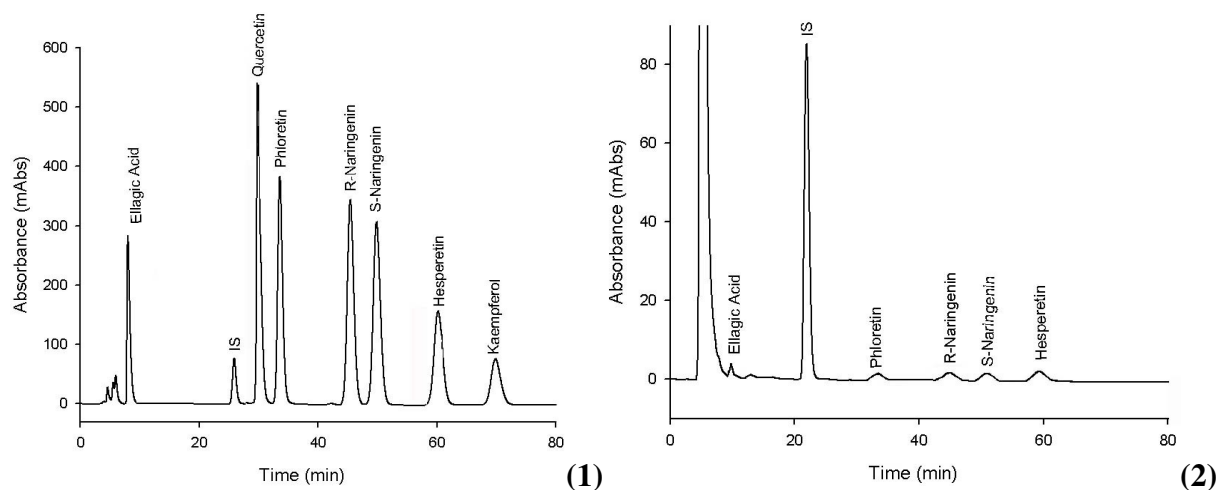 600
500
400
300
200
100
0
Absorbance (mAbs)
Ellagic Acid
IS
Quercetin
Phloretin
R-Naringenin
S-Naringenin
Hesperetin
Kaempferol
0 20 40 60 80
Time (min)
(1)
80
60
40
20
0
Absorbance (mAbs)
Ellagic Acid
IS
Phloretin
R-Naringenin
S-Naringenin
Hesperetin
0 20 40 60 80
Time (min)
(2)